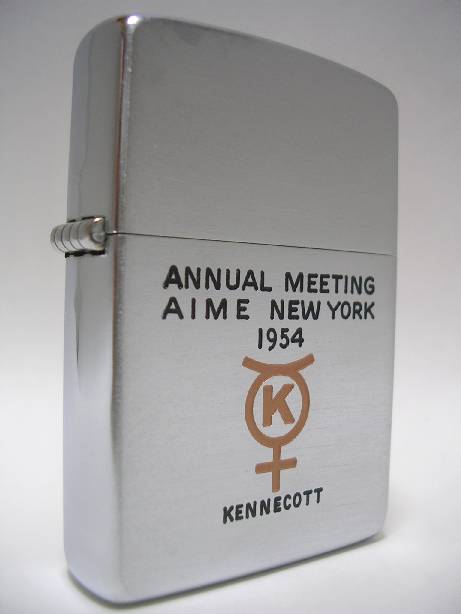 ANNUAL MEETING
AIME NEW YORK
1954
K
KENNECOTT